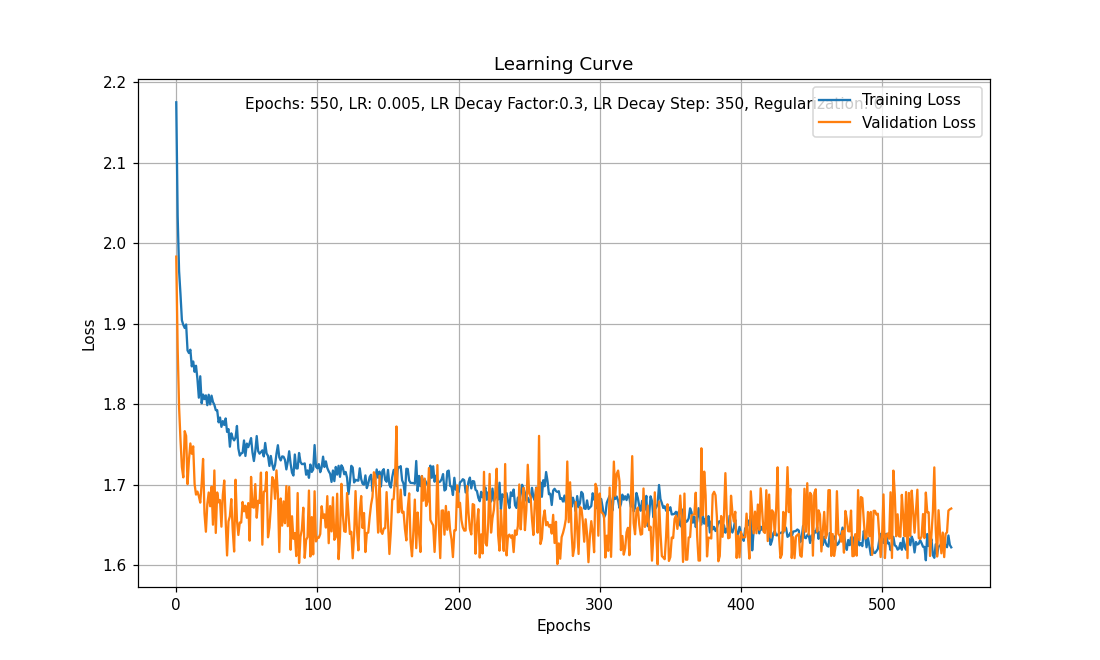 Learning Curve
Epochs: 550, LR: 0.005, LR Decay Factor:0.3, LR Decay Step: 350, Regularization: 0
Training Loss
Validation Loss
2.2
2.1
2.0
1.9
1.8
1.7
1.6
Loss
0 100 200 300 400 500
Epochs